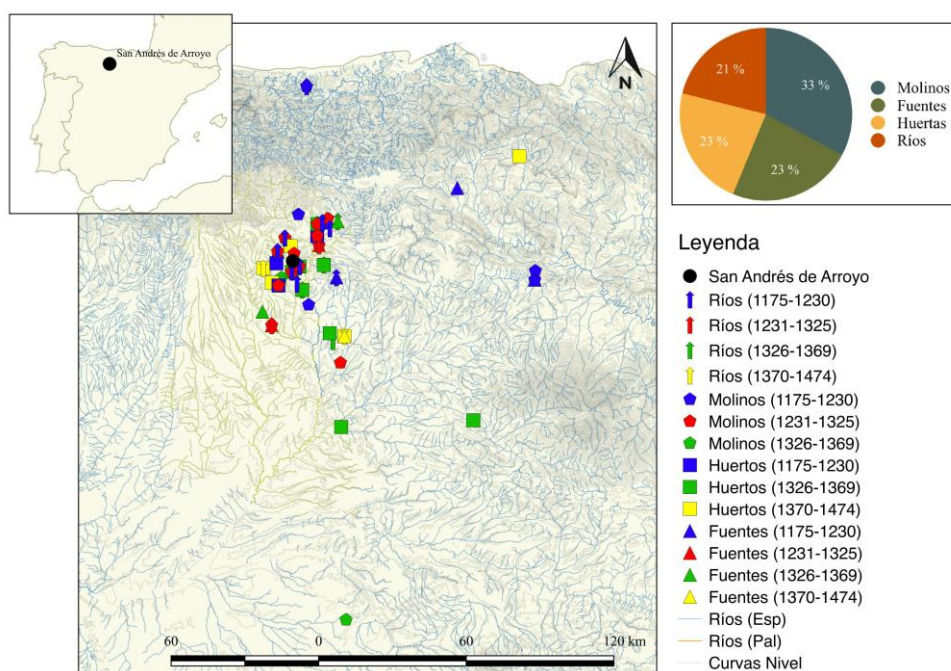 San Andrés de Arroyo
N
21 %
33 %
23 %
23 %
Molinos
Fuentes
Huertas
Ríos
Leyenda
San Andrés de Arroyo
Ríos (1175-1230)
Ríos (1231-1325)
Ríos (1326-1369)
Ríos (1370-1474)
Molinos (1175-1230)
Molinos (1231-1325)
Molinos (1326-1369)
Huertos (1175-1230)
Huertos (1326-1369)
Huertos (1370-1474)
Fuentes (1175-1230)
Fuentes (1231-1325)
Fuentes (1326-1369)
Fuentes (1370-1474)
Ríos (Esp)
Ríos (Pal)
Curvas Nivel
60 0 60 120 km